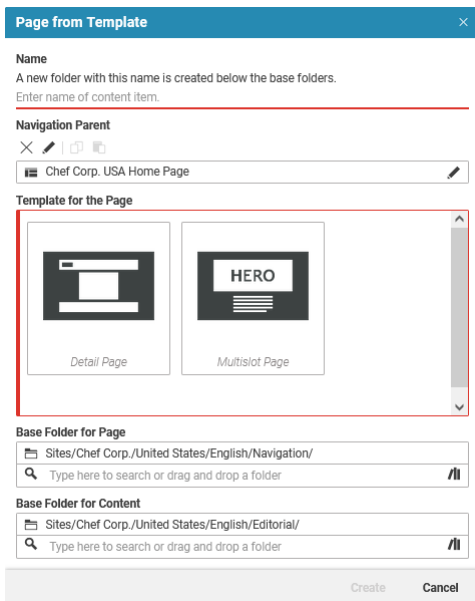 Page from Template
Name
A new folder with this name is created below the base folders.
Enter name of content item.
Navigation Parent
Chef Corp. USA Home Page
Template for the Page
HERO
Detail Page
Multislot Page
Base Folder for Page
Sites/Chef Corp./United States/English/Navigation/
Type here to search or drag and drop a folder
Base Folder for Content
Sites/Chef Corp./United States/English/Editorial/
Type here to search or drag and drop a folder
Create Cancel